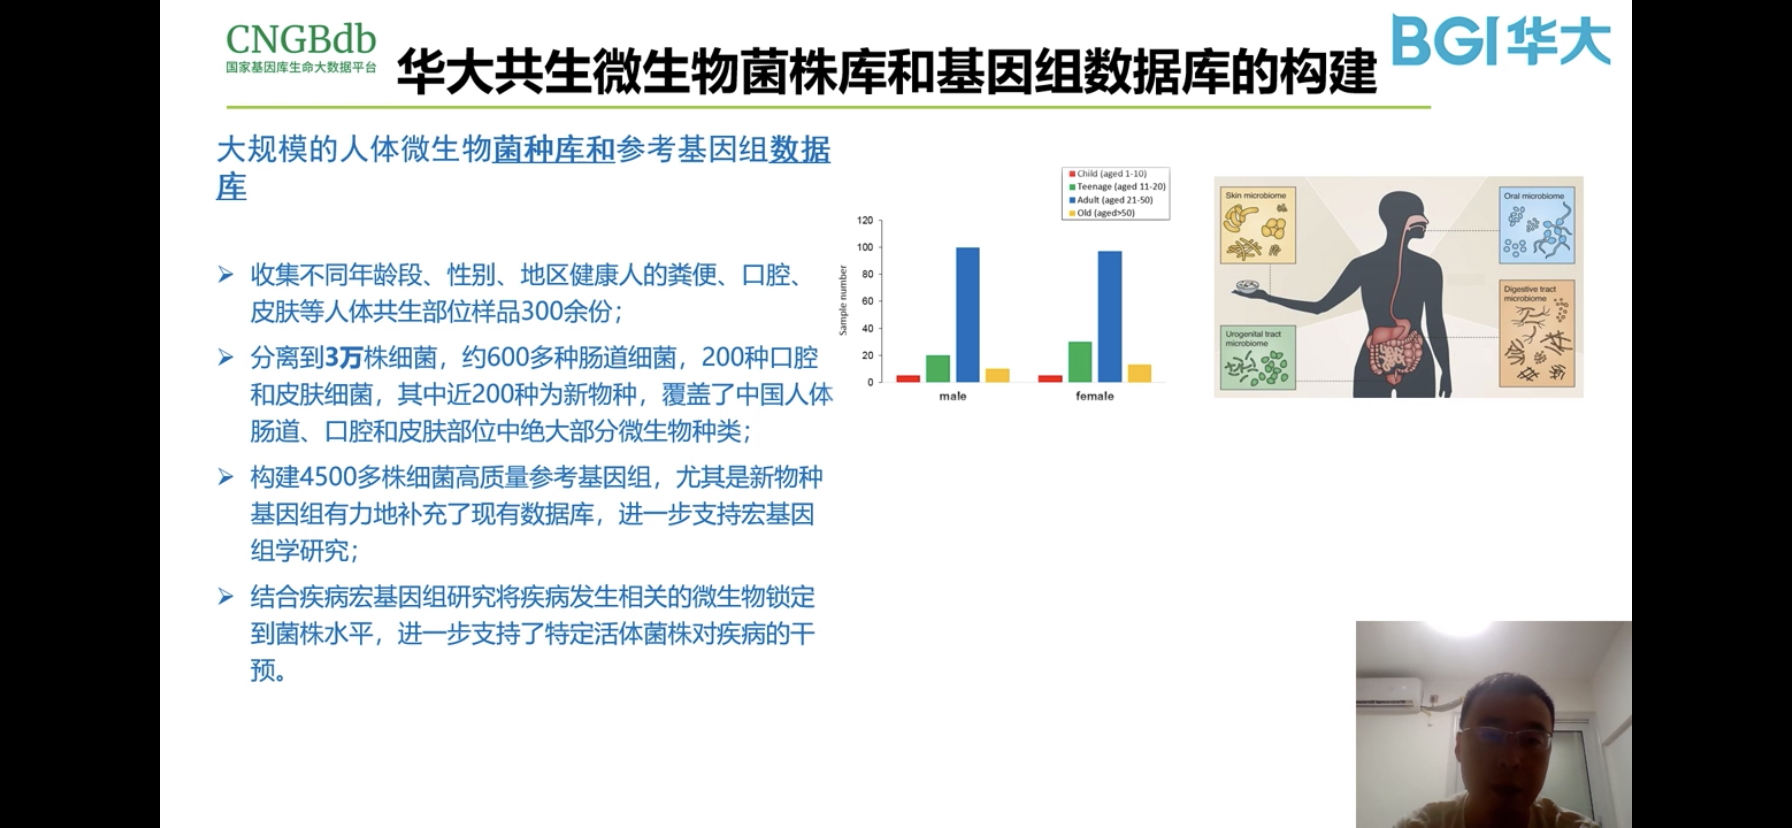 CNGBdb
国家基因库生命大数据平台
华大共生微生物菌株库和基因组数据库的构建
BGI华大
大规模的人体微生物菌种库和参考基因组数据
库
收集不同年龄段、性别、地区健康人的粪便、口腔、
皮肤等人体共生部位样品300余份；
分离到3万株细菌，约600多种肠道细菌，200种口腔
和皮肤细菌，其中近200种为新物种，覆盖了中国人体
肠道、口腔和皮肤部位中绝大部分微生物种类；
构建4500多株细菌高质量参考基因组，尤其是新物种
基因组有力地补充了现有数据库，进一步支持宏基因
组学研究；
结合疾病宏基因组研究将疾病发生相关的微生物锁定
到菌株水平，进一步支持了特定活体菌株对疾病的干
预。
Child (aged 1-10)
Teenage (aged 11-20)
Adult (aged 21-50)
Old (aged>50)
Sample number
120
100
80
60
40
20
0
male
female
Skin microbiome
Oral microbiome
Digestive tract
microbiome
Urogenital tract
microbiome